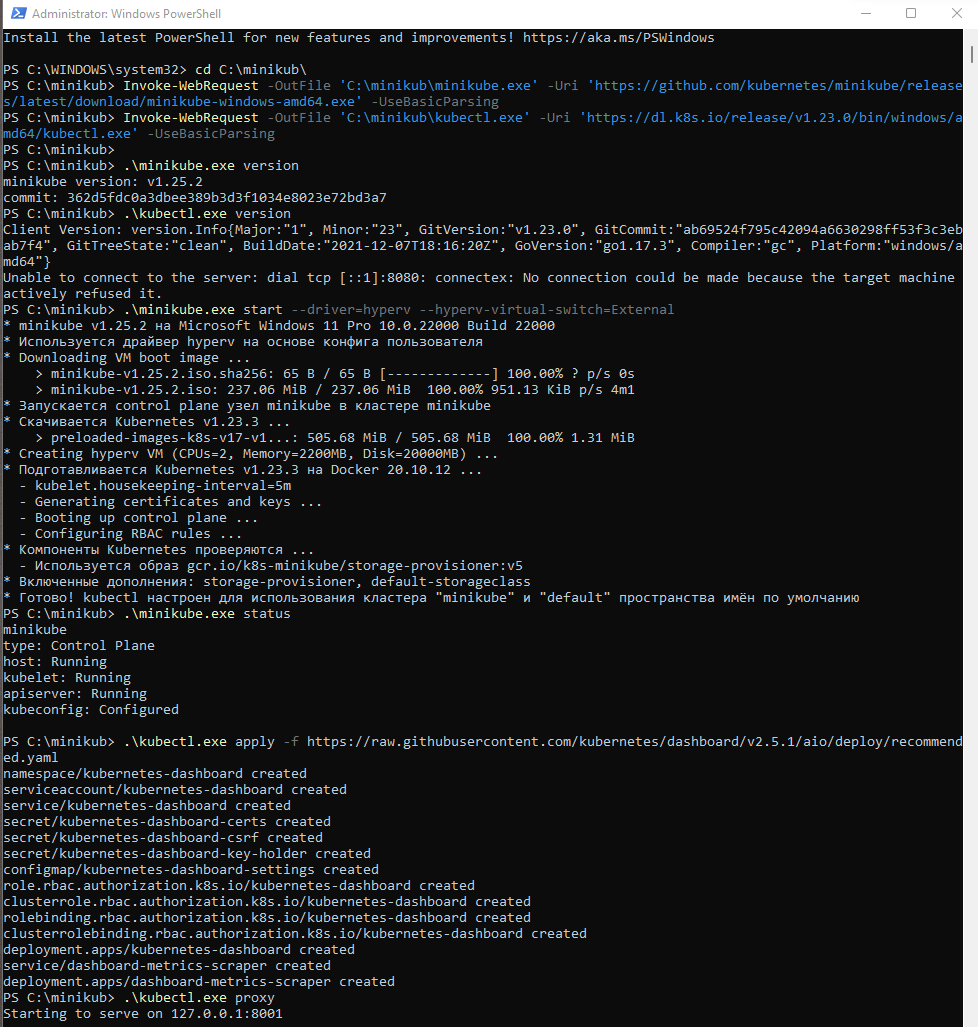 Administrator: Windows PowerShell
Install the latest PowerShell for new features and improvements! https://aka.ms/PSWindows
PS C:\WINDOWS\system32> cd C:\minikub\
PS C:\minikub> Invoke-WebRequest -OutFile 'C:\minikub\minikube.exe' -Uri 'https://github.com/kubernetes/minikube/release
s/latest/download/minikube-windows-amd64.exe' -UseBasicParsing
PS C:\minikub> Invoke-WebRequest -OutFile 'C:\minikub\kubectl.exe' -Uri 'https://dl.k8s.io/release/v1.23.0/bin/windows/a
md64/kubectl.exe' -UseBasicParsing
PS C:\minikub>
PS C:\minikub> .\minikube.exe version
minikube version: v1.25.2
commit: 362d5fdc0a3dbee389b3d3f1034e8023e72bd3a7
PS C:\minikub> .\kubectl.exe version
Client Version: version.Info{Major:"1", Minor:"23", GitVersion:"v1.23.0", GitCommit:"ab69524f795c42094a6630298ff53f3c3eb
ab7f4", GitTreeState:"clean", BuildDate:"2021-12-07T18:16:20Z", GoVersion:"go1.17.3", Compiler:"gc", Platform:"windows/a
md64"}
Unable to connect to the server: dial tcp [::1]:8080: connectex: No connection could be made because the target machine
actively refused it.
PS C:\minikub> .\minikube.exe start --driver=hyperv --hyperv-virtual-switch=External
* minikube v1.25.2 на Microsoft Windows 11 Pro 10.0.22000 Build 22000
* Используется драйвер hyperv на основе конфига пользователя
* Downloading VM boot image ...
> minikube-v1.25.2.iso.sha256: 65 B / 65 B [-------------] 100.00% ? p/s 0s
> minikube-v1.25.2.iso: 237.06 MiB / 237.06 MiB 100.00% 951.13 KiB p/s 4m1
* Запускается control plane узел minikube в кластере minikube
* Скачивается Kubernetes v1.23.3 ...
> preloaded-images-k8s-v17-v1...: 505.68 MiB / 505.68 MiB 100.00% 1.31 MiB
* Creating hyperv VM (CPUs=2, Memory=2200MB, Disk=20000MB) ...
* Подготавливается Kubernetes v1.23.3 на Docker 20.10.12 ...
- kubelet.housekeeping-interval=5m
- Generating certificates and keys ...
- Booting up control plane ...
- Configuring RBAC rules ...
* Компоненты Kubernetes проверяются ...
- Используется образ gcr.io/k8s-minikube/storage-provisioner:v5
* Включенные дополнения: storage-provisioner, default-storageclass
* Готово! kubectl настроен для использования кластера "minikube" и "default" пространства имён по умолчанию
PS C:\minikub> .\minikube.exe status
minikube
type: Control Plane
host: Running
kubelet: Running
apiserver: Running
kubeconfig: Configured
PS C:\minikub> .\kubectl.exe apply -f https://raw.githubusercontent.com/kubernetes/dashboard/v2.5.1/aio/deploy/recommend
ed.yaml
namespace/kubernetes-dashboard created
serviceaccount/kubernetes-dashboard created
service/kubernetes-dashboard created
secret/kubernetes-dashboard-certs created
secret/kubernetes-dashboard-csrf created
secret/kubernetes-dashboard-key-holder created
configmap/kubernetes-dashboard-settings created
role.rbac.authorization.k8s.io/kubernetes-dashboard created
clusterrole.rbac.authorization.k8s.io/kubernetes-dashboard created
rolebinding.rbac.authorization.k8s.io/kubernetes-dashboard created
clusterrolebinding.rbac.authorization.k8s.io/kubernetes-dashboard created
deployment.apps/kubernetes-dashboard created
service/dashboard-metrics-scraper created
deployment.apps/dashboard-metrics-scraper created
PS C:\minikub> .\kubectl.exe proxy
Starting to serve on 127.0.0.1:8001